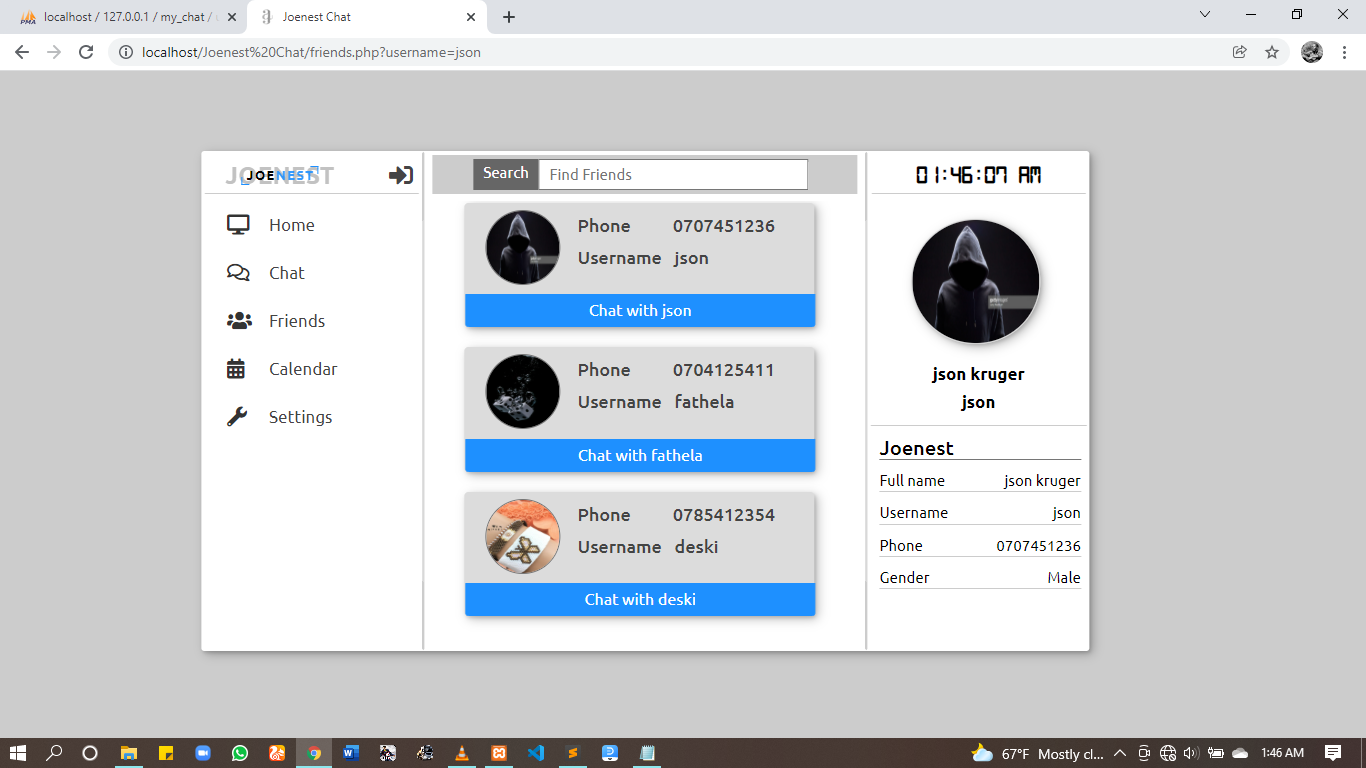 localhost / 127.0.0.1 / my_chat /
Joenest Chat
localhost/Joenest%20Chat/friends.php?username=json
JOENEST
JOENEST
Search
Find Friends
01:46:07 AM
Home
Chat
Friends
Calendar
Settings
Phone 0707451236
Username json
Chat with json
Phone 0704125411
Username fathela
Chat with fathela
Phone 0785412354
Username deski
Chat with deski
json kruger
json
Joenest
Full name json kruger
Username json
Phone 0707451236
Gender Male
67°F Mostly cl...
1:46 AM